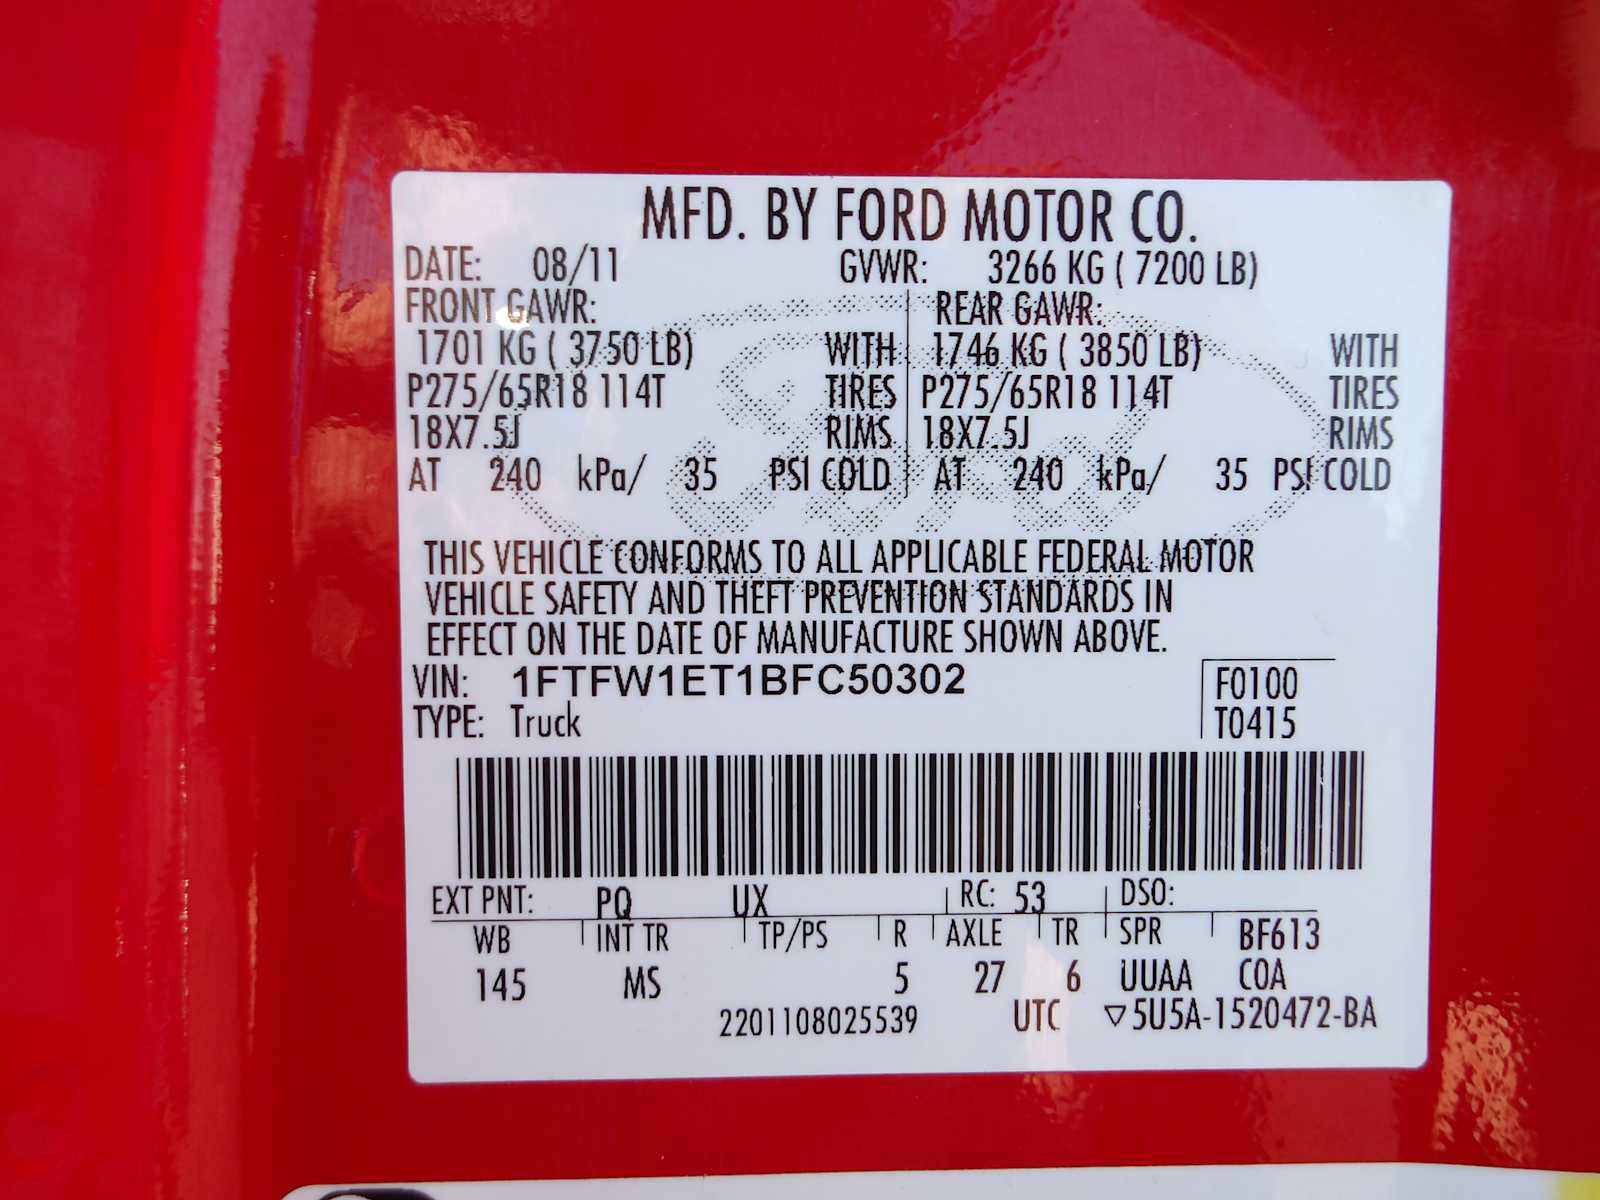 MFD. BY FORD MOTOR CO.
DATE: 08/11 GVWR: 3266 KG ( 7200 LB)
FRONT GAWR: REAR GAWR:
1701 KG ( 3750 LB) WITH 1746 KG ( 3850 LB) WITH
P275/65R18 114T TIRES P275/65R18 114T TIRES
18X7.5J RIMS 18X7.5J RIMS
AT 240 kPa/ 35 PSI COLD AT 240 kPa/ 35 PSI COLD
Ford
THIS VEHICLE CONFORMS TO ALL APPLICABLE FEDERAL MOTOR
VEHICLE SAFETY AND THEFT PREVENTION STANDARDS IN
EFFECT ON THE DATE OF MANUFACTURE SHOWN ABOVE.
VIN: 1FTFW1ET1BFC50302 F0100
TYPE: Truck T0415
EXT PNT: PQ UX RC: 53 DSO:
WB INT TR TP/PS R AXLE TR SPR BF613
145 MS 5 27 6 UUAA COA
2201108025539 UTC ▽5U5A-1520472-BA